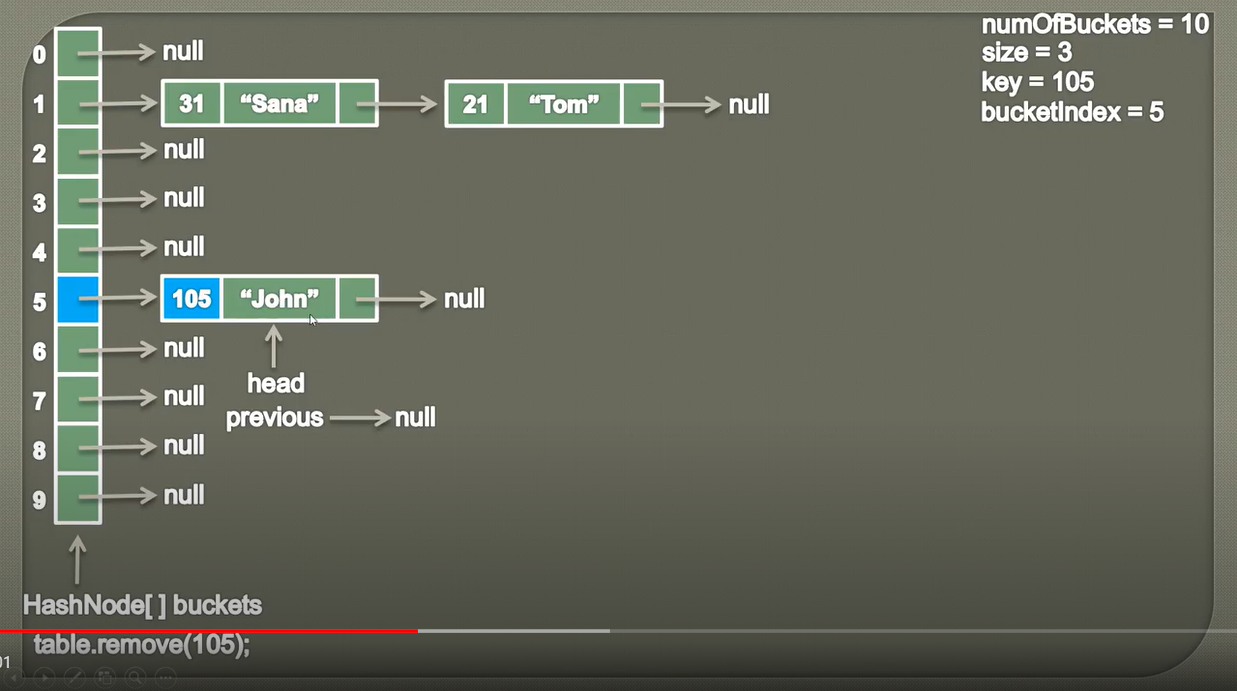 numOfBuckets = 10
size = 3
key = 105
bucketIndex = 5
0 null
1 31 “Sana” 21 “Tom” null
2 null
3 null
4 null
5 105 “John” null
6 null
7 null
8 null
9 null
head
previous null
HashNode[ ] buckets
table.remove(105);
01